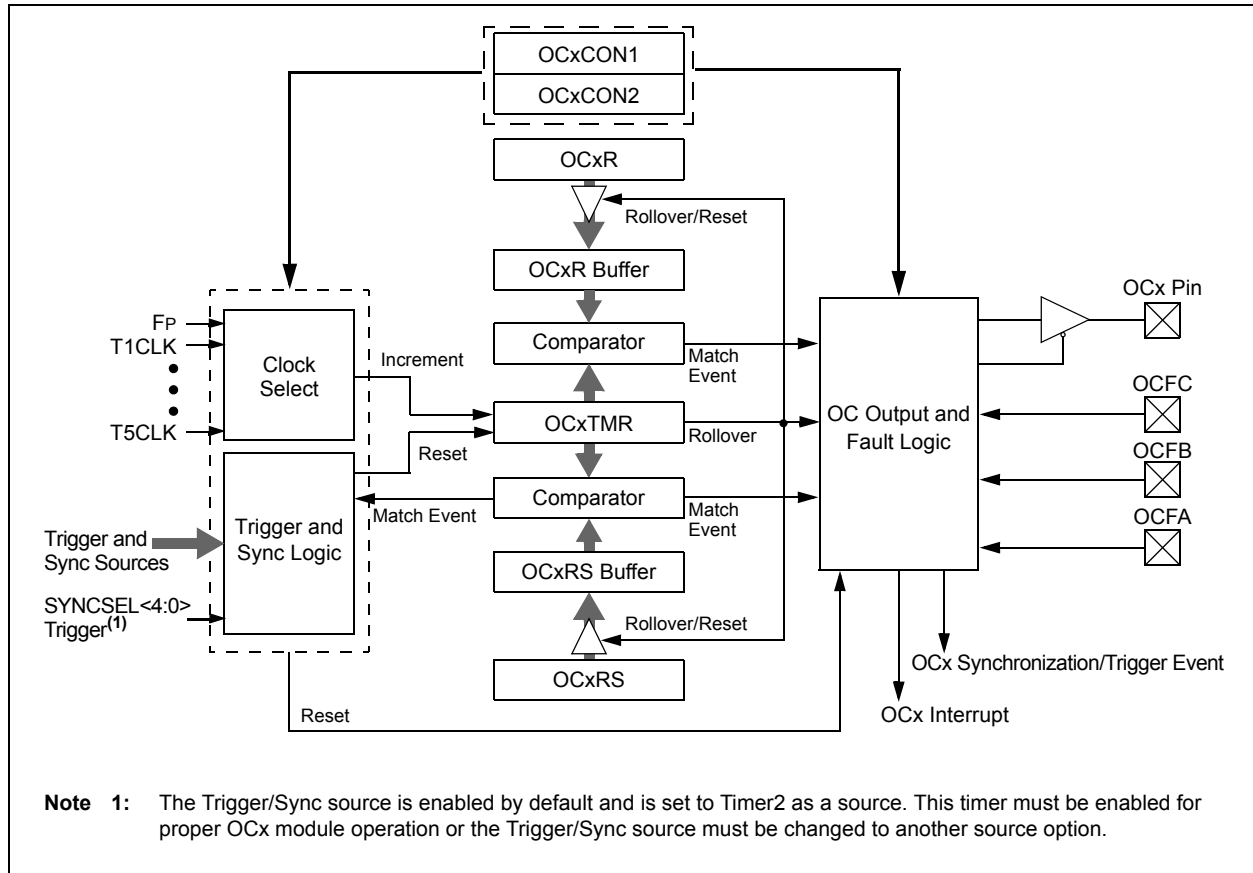 OCxCON1
OCxCON2
OCxR
Rollover/Reset
OCxR Buffer
FP
T1CLK
T5CLK
Clock
Select
Increment
Comparator
Match
Event
OCx Pin
OCxTMR
Rollover
Reset
OC Output and
Fault Logic
OCFC
OCFB
OCFA
Trigger and
Sync Logic
Match Event
Comparator
Match
Event
Trigger and
Sync Sources
OCxRS Buffer
SYNCSEL<4:0>
Trigger(1)
Rollover/Reset
OCxRS
OCx Synchronization/Trigger Event
OCx Interrupt
Reset
Note 1: The Trigger/Sync source is enabled by default and is set to Timer2 as a source. This timer must be enabled for
proper OCx module operation or the Trigger/Sync source must be changed to another source option.